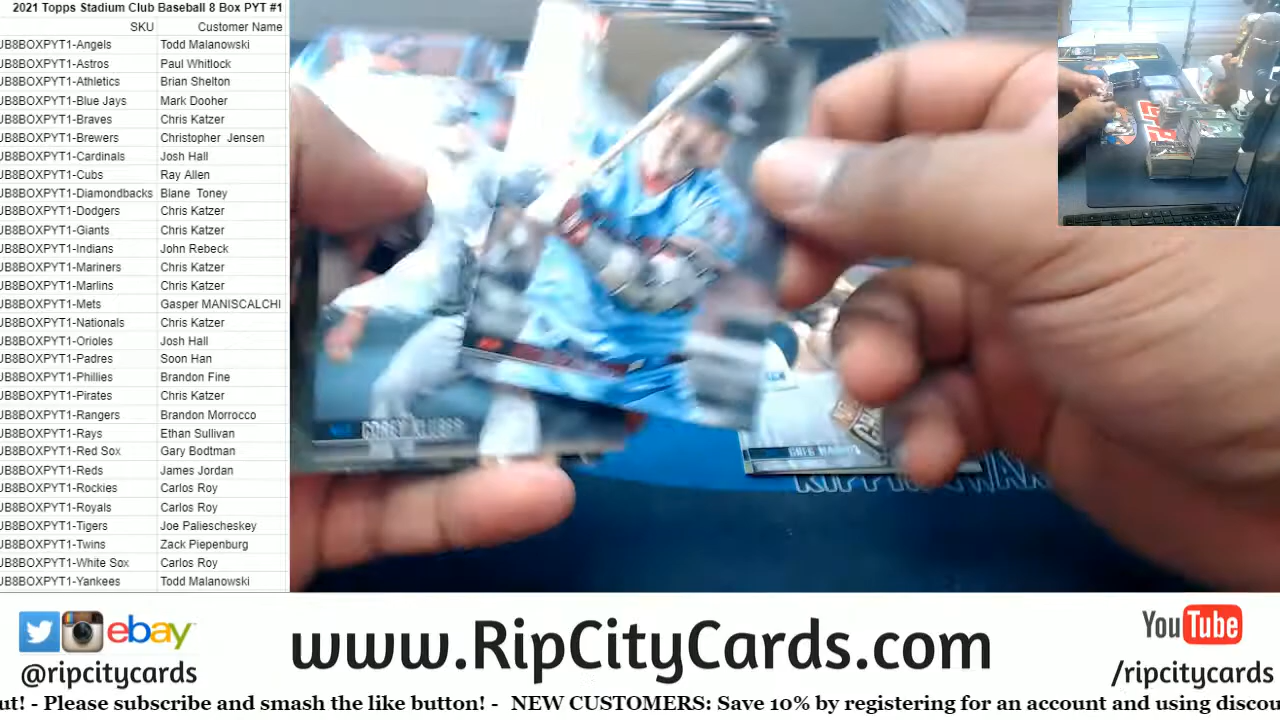 2021 Topps Stadium Club Baseball 8 Box PYT #1
SKU Customer Name
JB8BOXPYT1-Angels Todd Malanowski
JB8BOXPYT1-Astros Paul Whitlock
JB8BOXPYT1-Athletics Brian Shelton
JB8BOXPYT1-Blue Jays Mark Dooher
JB8BOXPYT1-Braves Chris Katzer
JB8BOXPYT1-Brewers Christopher Jensen
JB8BOXPYT1-Cardinals Josh Hall
JB8BOXPYT1-Cubs Ray Allen
JB8BOXPYT1-Diamondbacks Blane Toney
JB8BOXPYT1-Dodgers Chris Katzer
JB8BOXPYT1-Giants Chris Katzer
JB8BOXPYT1-Indians John Rebeck
JB8BOXPYT1-Mariners Chris Katzer
JB8BOXPYT1-Marlins Chris Katzer
JB8BOXPYT1-Mets Gasper MANISCALCHI
JB8BOXPYT1-Nationals Chris Katzer
JB8BOXPYT1-Orioles Josh Hall
JB8BOXPYT1-Padres Soon Han
JB8BOXPYT1-Phillies Brandon Fine
JB8BOXPYT1-Pirates Chris Katzer
JB8BOXPYT1-Rangers Brandon Morrocco
JB8BOXPYT1-Rays Ethan Sullivan
JB8BOXPYT1-Red Sox Gary Bodtman
JB8BOXPYT1-Reds James Jordan
JB8BOXPYT1-Rockies Carlos Roy
JB8BOXPYT1-Royals Carlos Roy
JB8BOXPYT1-Tigers Joe Paliescheskey
JB8BOXPYT1-Twins Zack Piepenburg
JB8BOXPYT1-White Sox Carlos Roy
JB8BOXPYT1-Yankees Todd Malanowski
COREY KLUBER
GREG
ebay
@ripcitycards
www.RipCityCards.com
YouTube
/ripcitycards
ut! - Please subscribe and smash the like button! - NEW CUSTOMERS: Save 10% by registering for an account and using discou